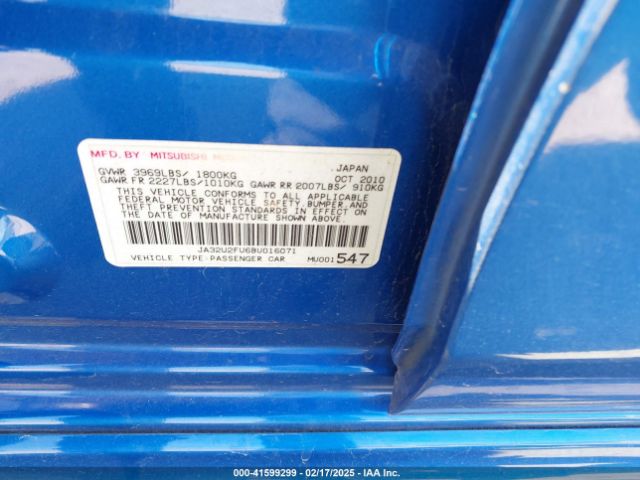 MFD. BY MITSUBISHI
JAPAN
GVWR 3969LBS/ 1800KG OCT 2010
GAWR FR 2227LBS/1010KG GAWR RR 2007LBS/ 910KG
THIS VEHICLE CONFORMS TO ALL APPLICABLE
FEDERAL MOTOR VEHICLE SAFETY,BUMPER,AND
THEFT PREVENTION STANDARDS IN EFFECT ON
THE DATE OF MANUFACTURE SHOWN ABOVE.
JA32U2FU6BU016071
VEHICLE TYPE:PASSENGER CAR MU001547
OW - 41599299 - 02/17/2025 - IAA Inc.